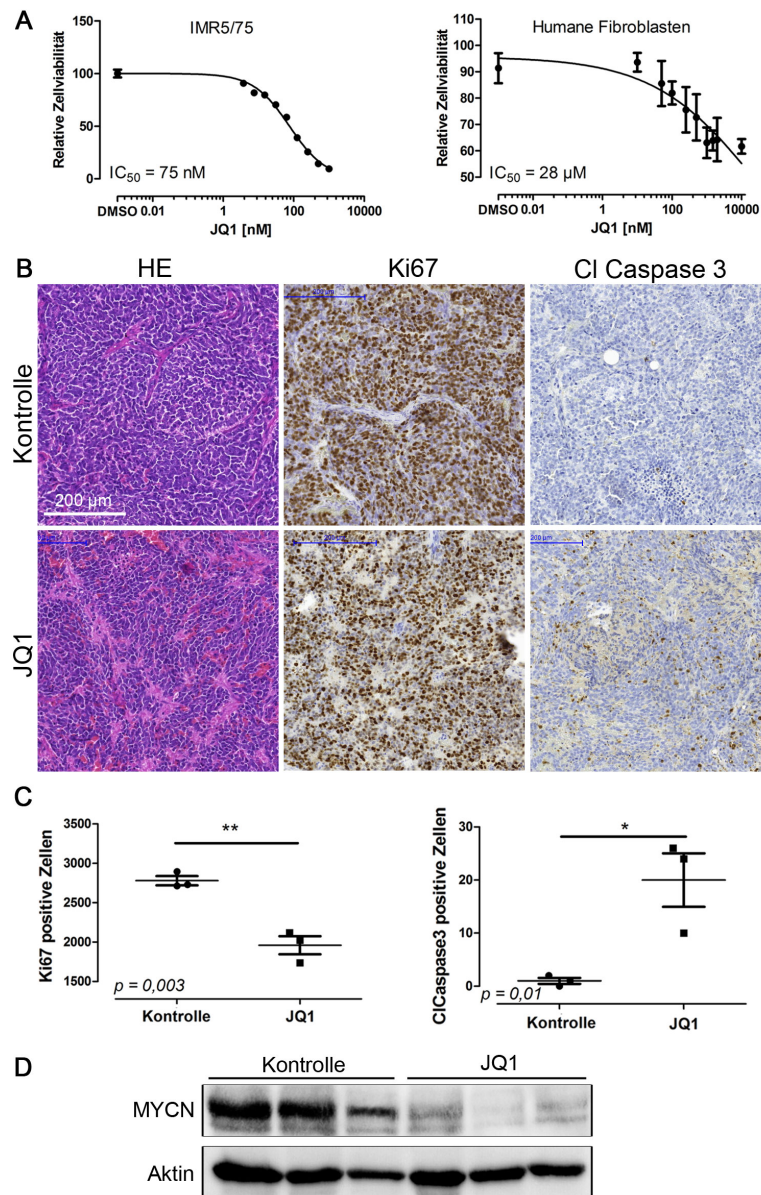 A
IMR5/75
Relative Zellviabilität
150
100
50
0
IC50 = 75 nM
DMSO 0.01 1 100 10000
JQ1 [nM]
Humane Fibroblasten
Relative Zellviabilität
110
100
90
80
70
60
50
IC50 = 28 µM
DMSO 0.01 1 100 10000
JQ1 [nM]
B
HE Ki67 Cl Caspase 3
Kontrolle
200 µm
JQ1
200 µm
C
Ki67 positive Zellen
3500
3000
2500
2000
1500
**
p = 0,003
Kontrolle JQ1
ClCaspase3 positive Zellen
30
20
10
0
*
p = 0,01
Kontrolle JQ1
D
Kontrolle JQ1
MYCN
Aktin